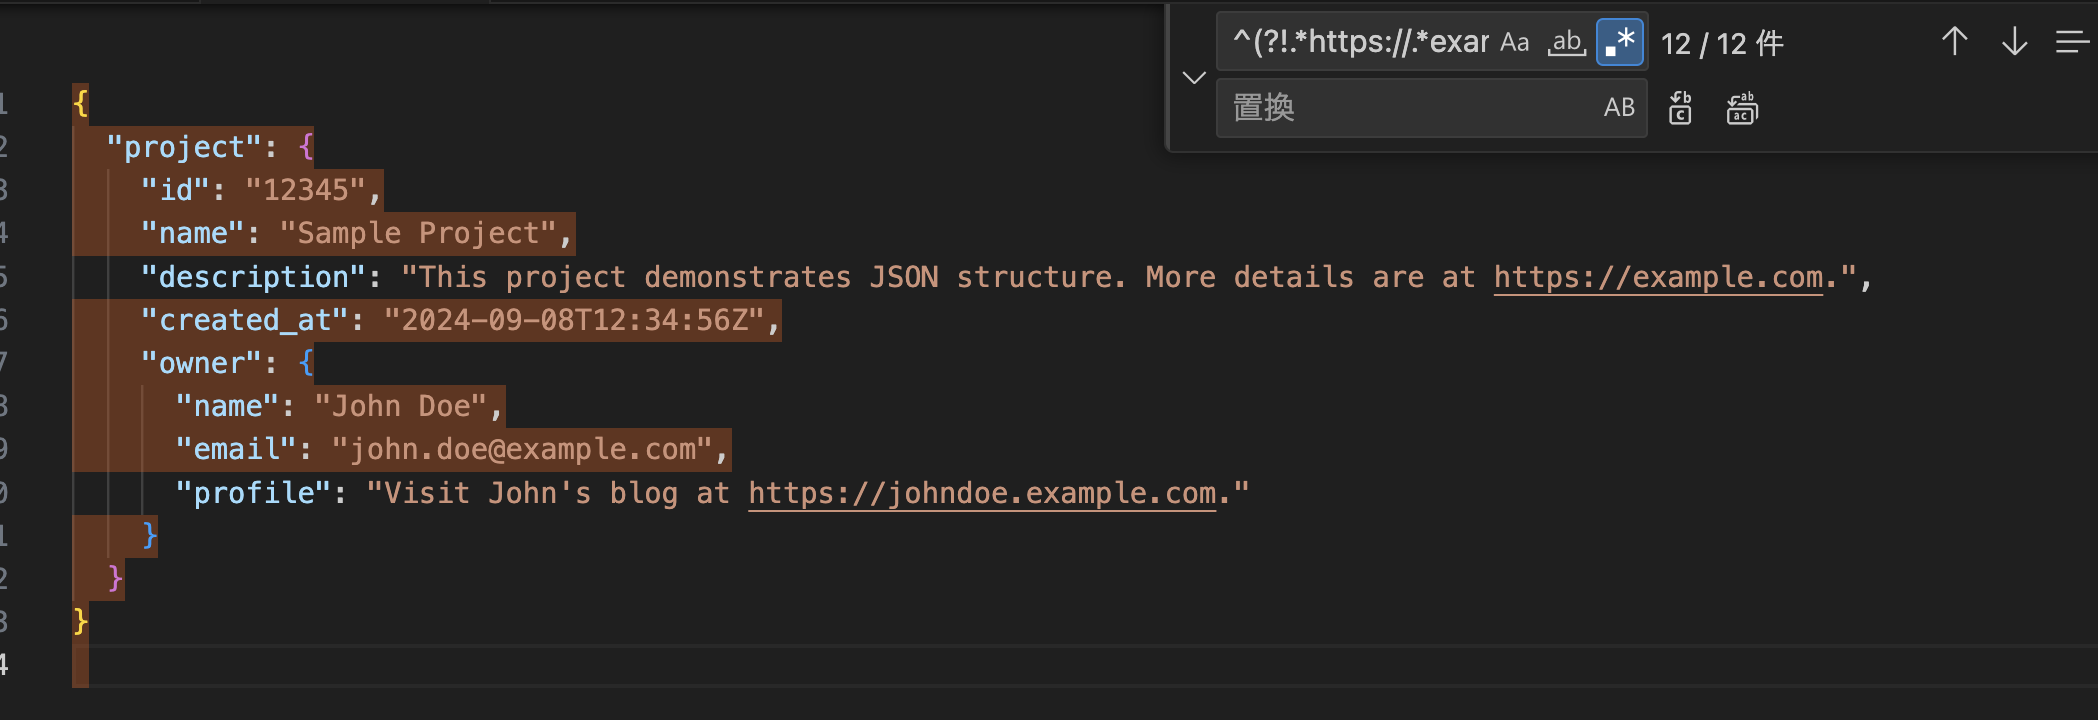 ^(?!.*https://.*exar Aa ab .* 12 / 12 件
置換 AB
1 {
2 "project": {
3 "id": "12345",
4 "name": "Sample Project",
5 "description": "This project demonstrates JSON structure. More details are at https://example.com.",
6 "created_at": "2024-09-08T12:34:56Z",
7 "owner": {
8 "name": "John Doe",
9 "email": "john.doe@example.com",
0 "profile": "Visit John's blog at https://johndoe.example.com."
1 }
2 }
3 }
4